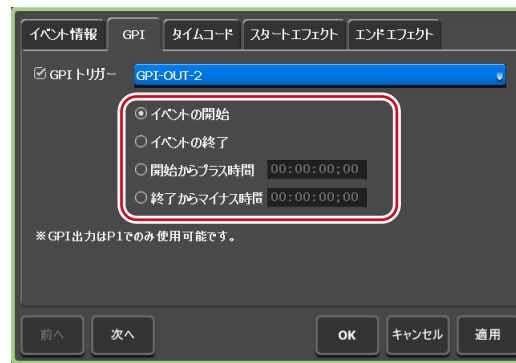 イベント情報 GPI タイムコード スタートエフェクト エンドエフェクト
GPIトリガー GPI-OUT-2
イベントの開始
イベントの終了
開始からプラス時間 00:00:00;00
終了からマイナス時間 00:00:00;00
※GPI出力はP1でのみ使用可能です。
前へ 次へ OK キャンセル 適用